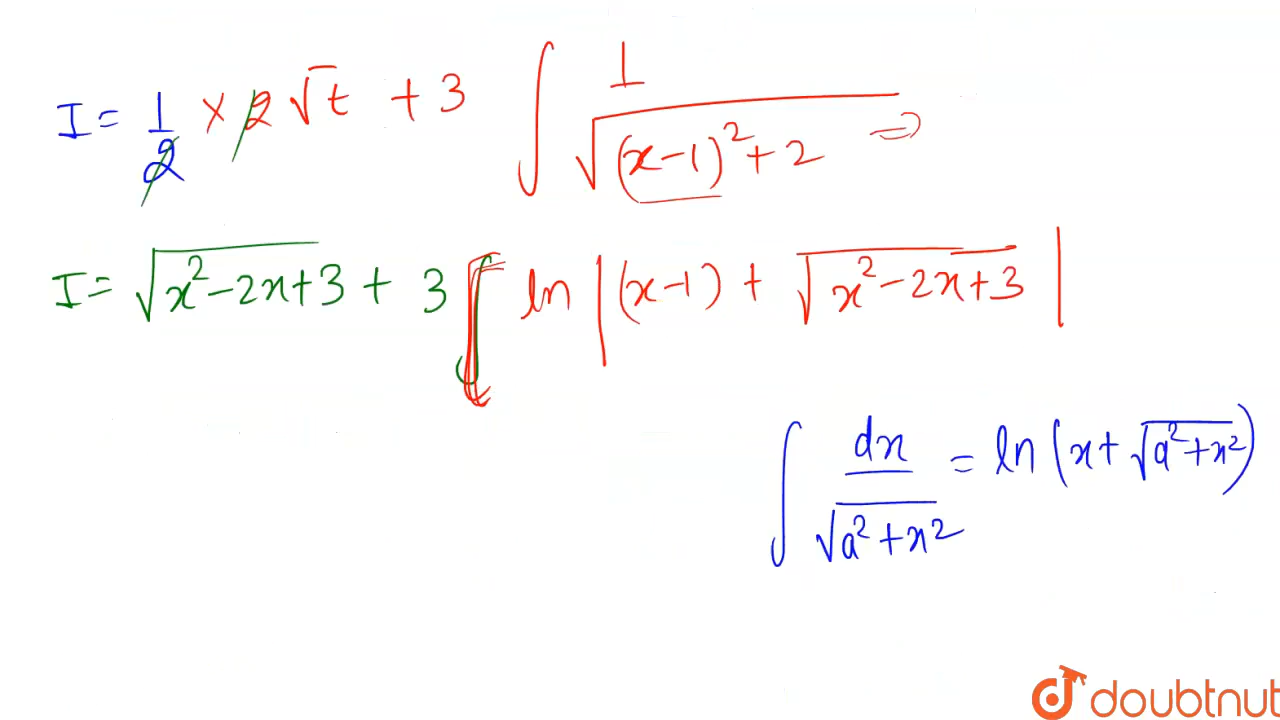 I = 1/2 × 2 √t + 3 ∫ 1/√((x-1)² + 2) ⇒
I = √(x² - 2x + 3) + 3 ln |(x-1) + √(x² - 2x + 3)|
∫ dx/√(a² + x²) = ln (x + √(a² + x²))
doubtnut